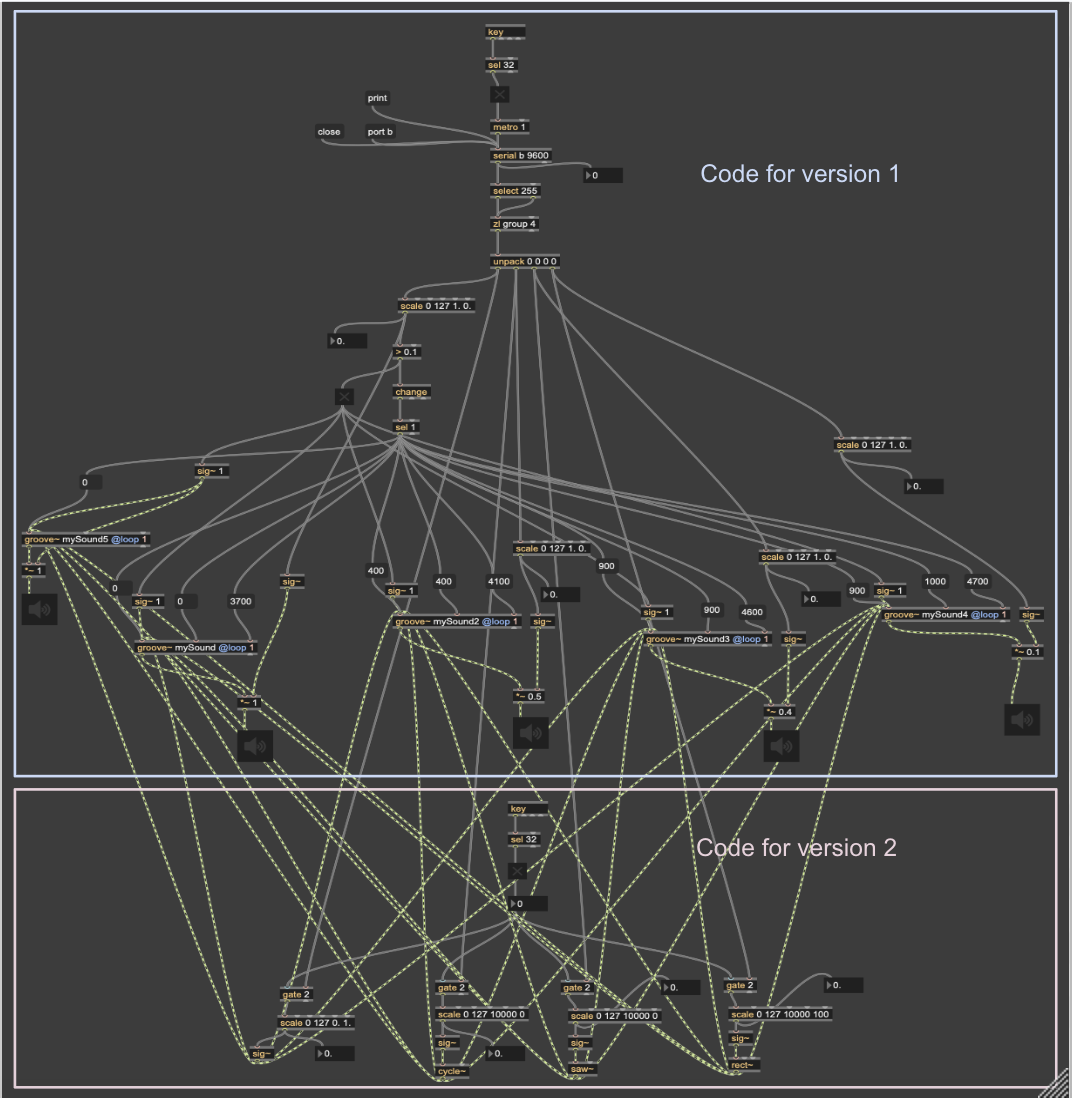 key
sel 32
print
metro 1
close
port b
serial b 9600
0
Code for version 1
select 255
zl group 4
unpack 0 0 0 0
scale 0 127 1. 0.
0.
> 0.1
change
sel 1
scale 0 127 1. 0.
sig~ 1
0
0.
groove~ mySound5 @loop 1
scale 0 127 1. 0.
scale 0 127 1. 0.
*~ 1
400
900
sig~
0
400
4100
sig~ 1
0.
900
sig~ 1
1000
4700
sig~ 1
0
3700
0.
sig~ 1
900
4600
groove~ mySound2 @loop 1
sig~
groove~ mySound4 @loop 1
sig~
groove~ mySound @loop 1
groove~ mySound3 @loop 1
sig~
*~ 0.1
*~ 1
*~ 0.5
*~ 0.4
key
sel 32
Code for version 2
0
gate 2
gate 2
gate 2
0.
gate 2
0.
scale 0 127 0. 1.
scale 0 127 10000 0
scale 0 127 10000 0
scale 0 127 10000 100
sig~
0.
sig~
0.
sig~
sig~
cycle~
saw~
rect~